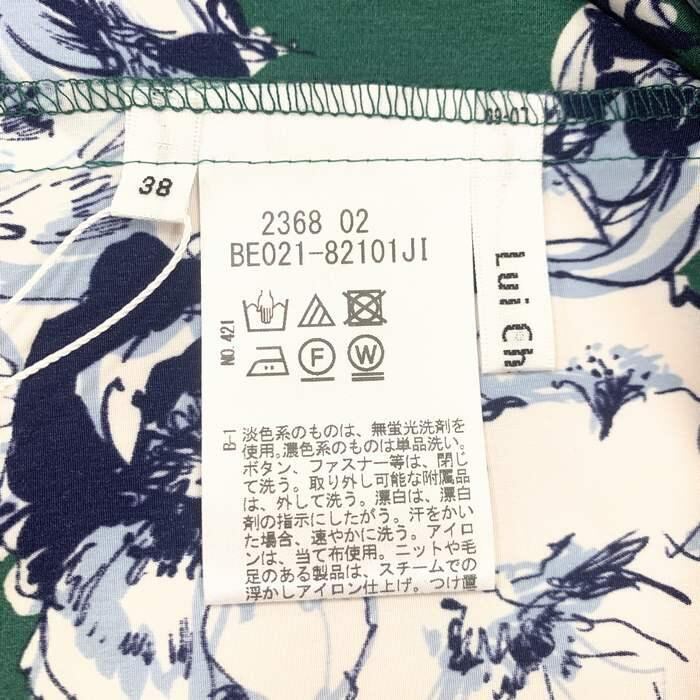 38
2368 02
BE021-82101JI
NO.421
B-1
淡色系のものは、無蛍光洗剤を
使用。濃色系のものは単品洗い。
ボタン、ファスナー等は、閉じ
て洗う。取り外し可能な附属品
は、外して洗う。漂白は、漂白
剤の指示にしたがう。汗をかい
た場合、速やかに洗う。アイロ
ンは、当て布使用。ニットや毛
足のある製品は、スチームでの
浮かしアイロン仕上げ。つけ置
F
W